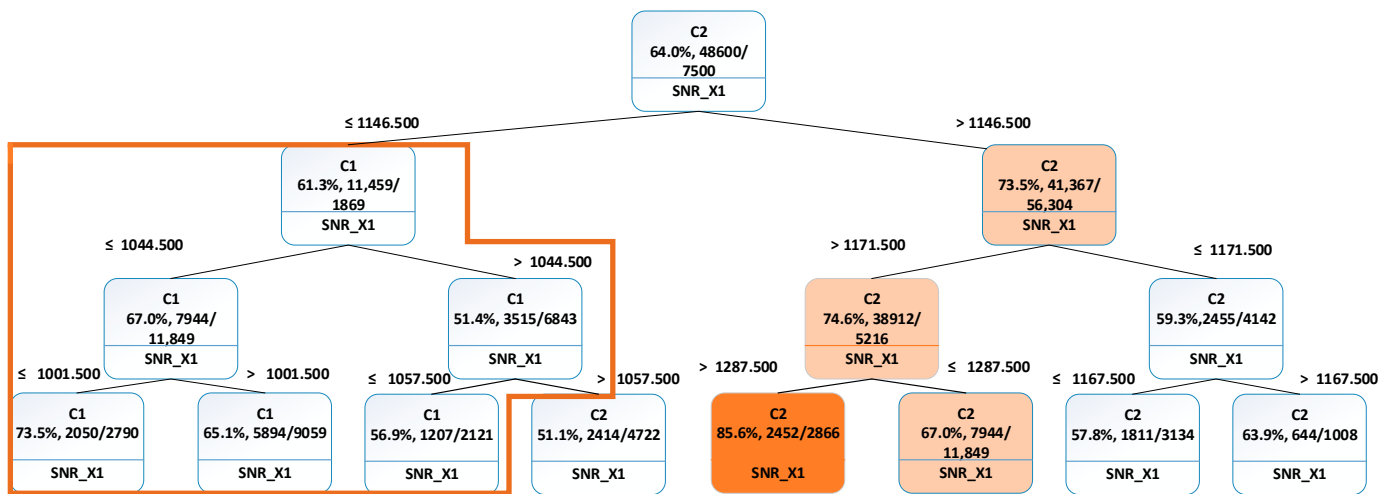 C2
64.0%, 48600/
7500
SNR_X1
≤ 1146.500
> 1146.500
C1
61.3%, 11,459/
1869
SNR_X1
C2
73.5%, 41,367/
56,304
SNR_X1
≤ 1044.500
> 1044.500
> 1171.500
≤ 1171.500
C1
67.0%, 7944/
11,849
SNR_X1
C1
51.4%, 3515/6843
SNR_X1
C2
74.6%, 38912/
5216
SNR_X1
C2
59.3%,2455/4142
SNR_X1
≤ 1001.500
> 1001.500
≤ 1057.500
> 1057.500
> 1287.500
≤ 1287.500
≤ 1167.500
> 1167.500
C1
73.5%, 2050/2790
SNR_X1
C1
65.1%, 5894/9059
SNR_X1
C1
56.9%, 1207/2121
SNR_X1
C2
51.1%, 2414/4722
SNR_X1
C2
85.6%, 2452/2866
SNR_X1
C2
67.0%, 7944/
11,849
SNR_X1
C2
57.8%, 1811/3134
SNR_X1
C2
63.9%, 644/1008
SNR_X1